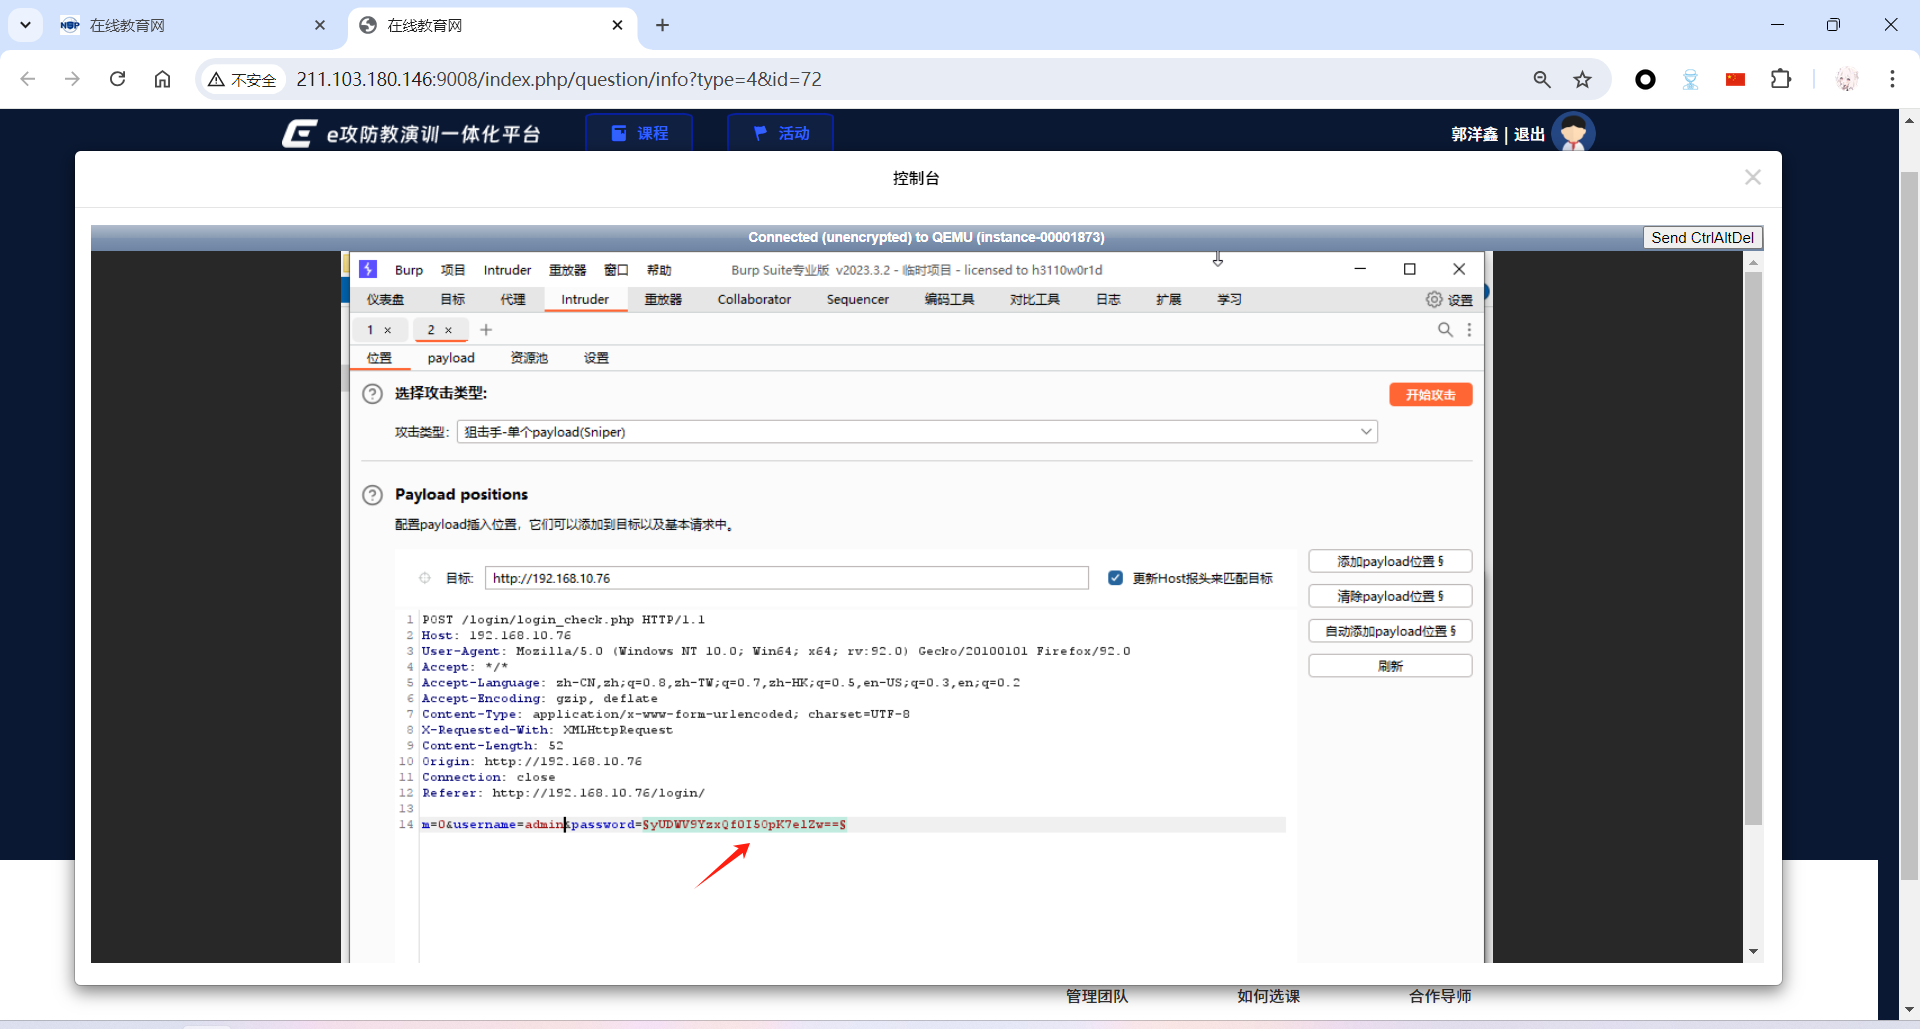 在线教育网
在线教育网
不安全
211.103.180.146:9008/index.php/question/info?type=4&id=72
e攻防教演训一体化平台
课程
活动
郭洋鑫 | 退出
控制台
Connected (unencrypted) to QEMU (instance-00001873)
Send CtrlAltDel
Burp 项目 Intruder 重放器 窗口 帮助
Burp Suite专业版 v2023.3.2 - 临时项目 - licensed to h3110w0r1d
仪表盘 目标 代理 Intruder 重放器 Collaborator Sequencer 编码工具 对比工具 日志 扩展 学习 设置
1 × 2 × +
位置 payload 资源池 设置
选择攻击类型:
开始攻击
攻击类型: 狙击手-单个payload(Sniper)
Payload positions
配置payload插入位置，它们可以添加到目标以及基本请求中。
添加payload位置 §
目标: http://192.168.10.76
更新Host报头来匹配目标
清除payload位置 §
自动添加payload位置 §
刷新
1 POST /login/login_check.php HTTP/1.1
2 Host: 192.168.10.76
3 User-Agent: Mozilla/5.0 (Windows NT 10.0; Win64; x64; rv:92.0) Gecko/20100101 Firefox/92.0
4 Accept: */*
5 Accept-Language: zh-CN,zh;q=0.8,zh-TW;q=0.7,zh-HK;q=0.5,en-US;q=0.3,en;q=0.2
6 Accept-Encoding: gzip, deflate
7 Content-Type: application/x-www-form-urlencoded; charset=UTF-8
8 X-Requested-With: XMLHttpRequest
9 Content-Length: 52
10 Origin: http://192.168.10.76
11 Connection: close
12 Referer: http://192.168.10.76/login/
13
14 m=0&username=admin&password=§yUDWV9YzxQf0I5OpK7elZw==§
管理团队
如何选课
合作导师